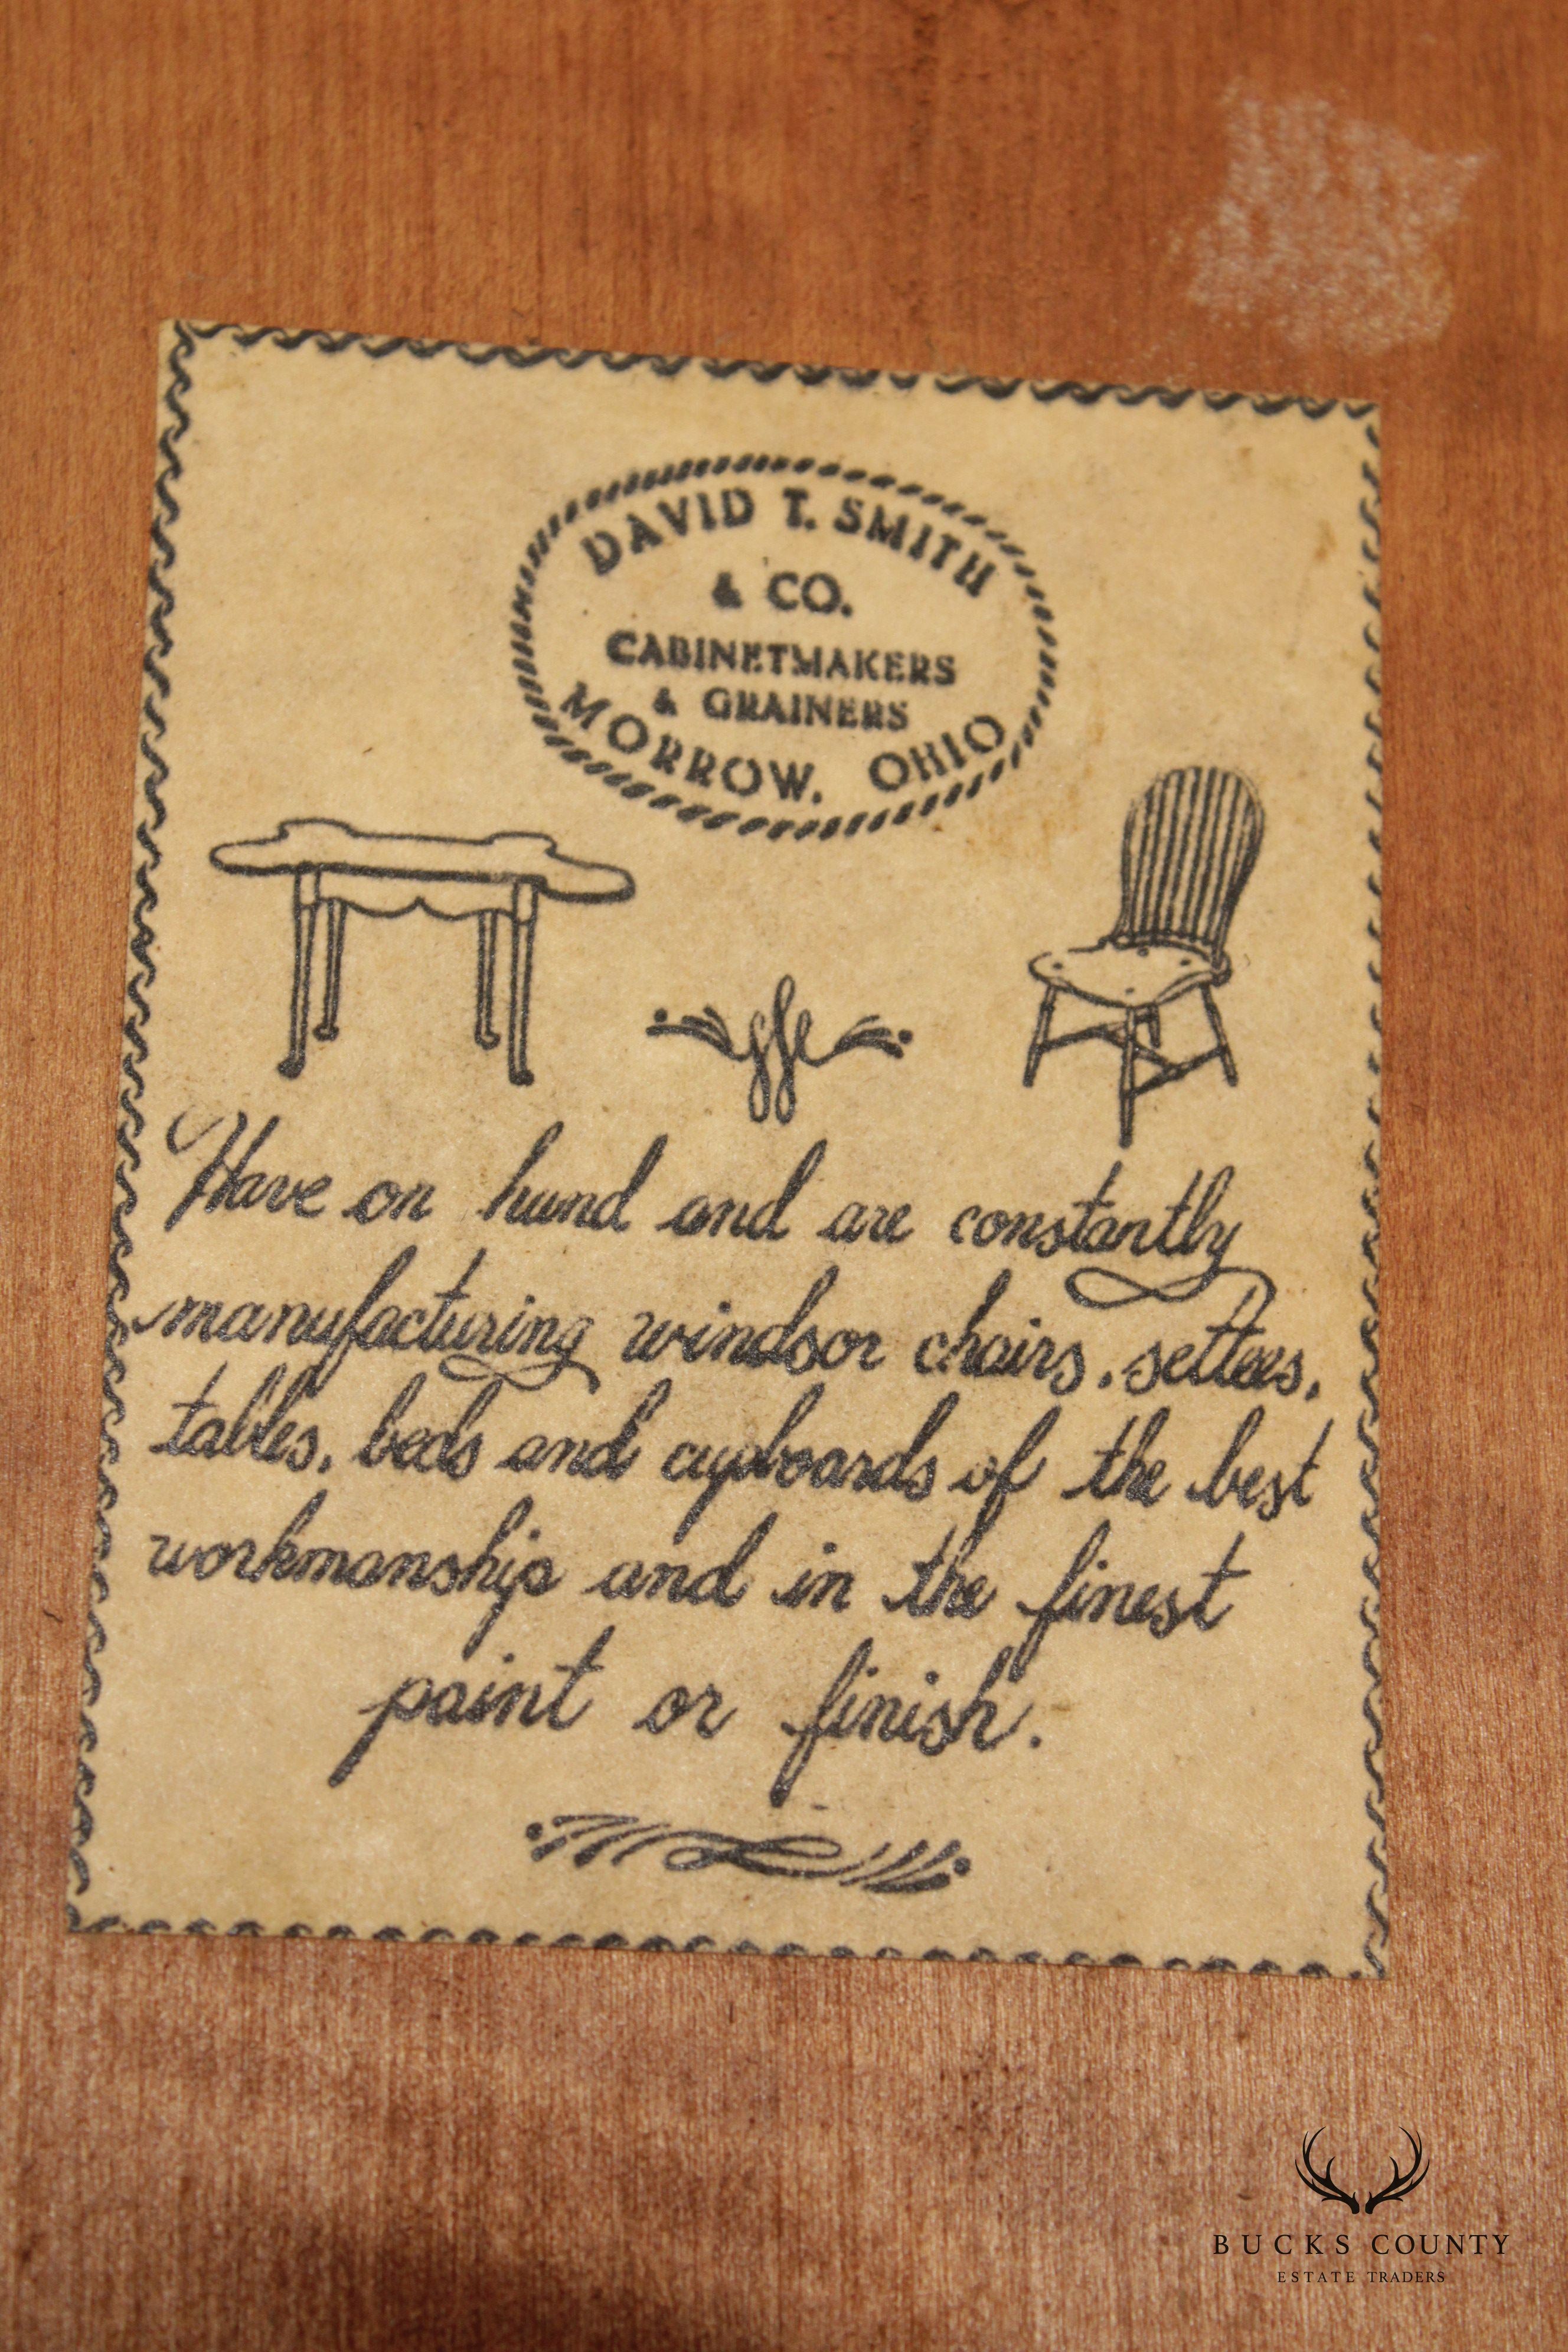 DAVID T. SMITH
& CO.
CABINETMAKERS
& GRAINERS
MORROW, OHIO
Have on hand and are constantly
manufacturing windsor chairs, settees,
tables, beds and cupboards of the best
workmanship and in the finest
paint or finish.
BUCKS COUNTY
ESTATE TRADERS